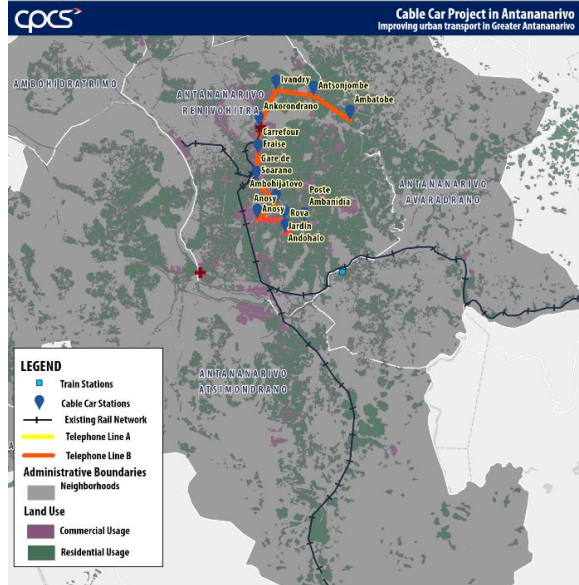 cpcs
Cable Car Project in Antananarivo
Improving urban transport in Greater Antananarivo
AMBOHIDRATRIMO
Ivandry
Antsonjombe
ANTANANARIVO
RENIVOHITRA
Ambatobe
Ankorondrano
Carrefour
Fraise
Gare de
Soarano
Ambohijatovo
Poste
Ambanidia
ANTANANARIVO
AVARADRANO
Anosy
Anosy
Rova
Jardin
Andohalo
ANTANANARIVO
ATSIMONDRANO
LEGEND
Train Stations
Cable Car Stations
Existing Rail Network
Telephone Line A
Telephone Line B
Administrative Boundaries
Neighborhoods
Land Use
Commercial Usage
Residential Usage